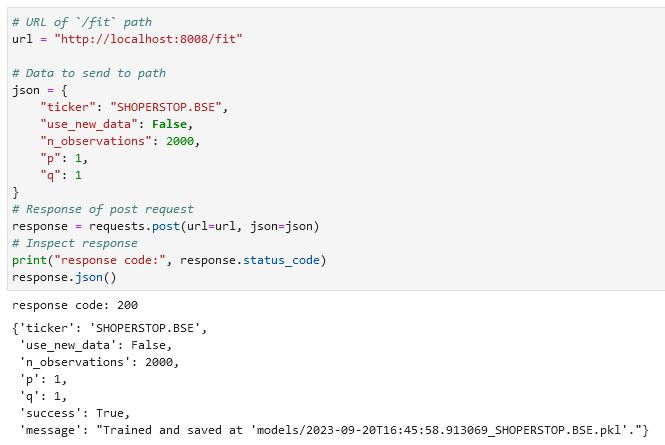 # URL of `/fit` path
url = "http://localhost:8008/fit"
# Data to send to path
json = {
    "ticker": "SHOPERSTOP.BSE",
    "use_new_data": False,
    "n_observations": 2000,
    "p": 1,
    "q": 1
}
# Response of post request
response = requests.post(url=url, json=json)
# Inspect response
print("response code:", response.status_code)
response.json()
response code: 200
{'ticker': 'SHOPERSTOP.BSE',
 'use_new_data': False,
 'n_observations': 2000,
 'p': 1,
 'q': 1,
 'success': True,
 'message': "Trained and saved at 'models/2023-09-20T16:45:58.913069_SHOPERSTOP.BSE.pkl'."}